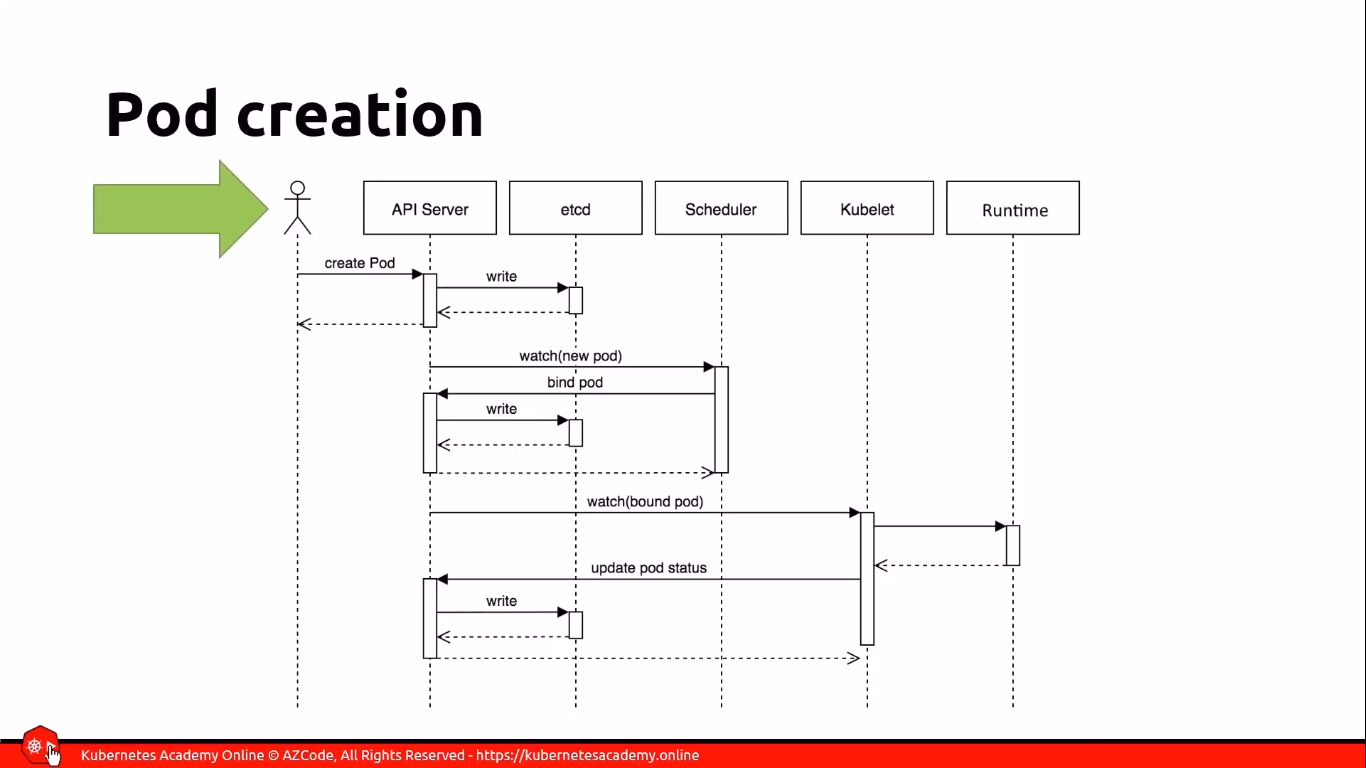 Pod creation
API Server
etcd
Scheduler
Kubelet
Runtime
create Pod
write
watch(new pod)
bind pod
write
watch(bound pod)
update pod status
write
Kubernetes Academy Online © AZCode, All Rights Reserved - https://kubernetesacademy.online